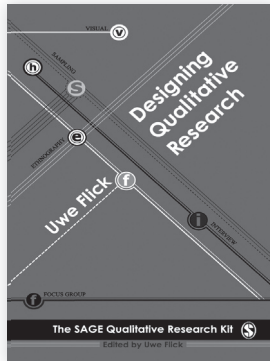 VISUAL
v
SAMPLING
h
s
Designing
Qualitative
Research
ETHNOGRAPHY
e
Uwe Flick
f
i
INTERVIEW
f
FOCUS GROUP
The SAGE Qualitative Research Kit
S
Edited by Uwe Flick